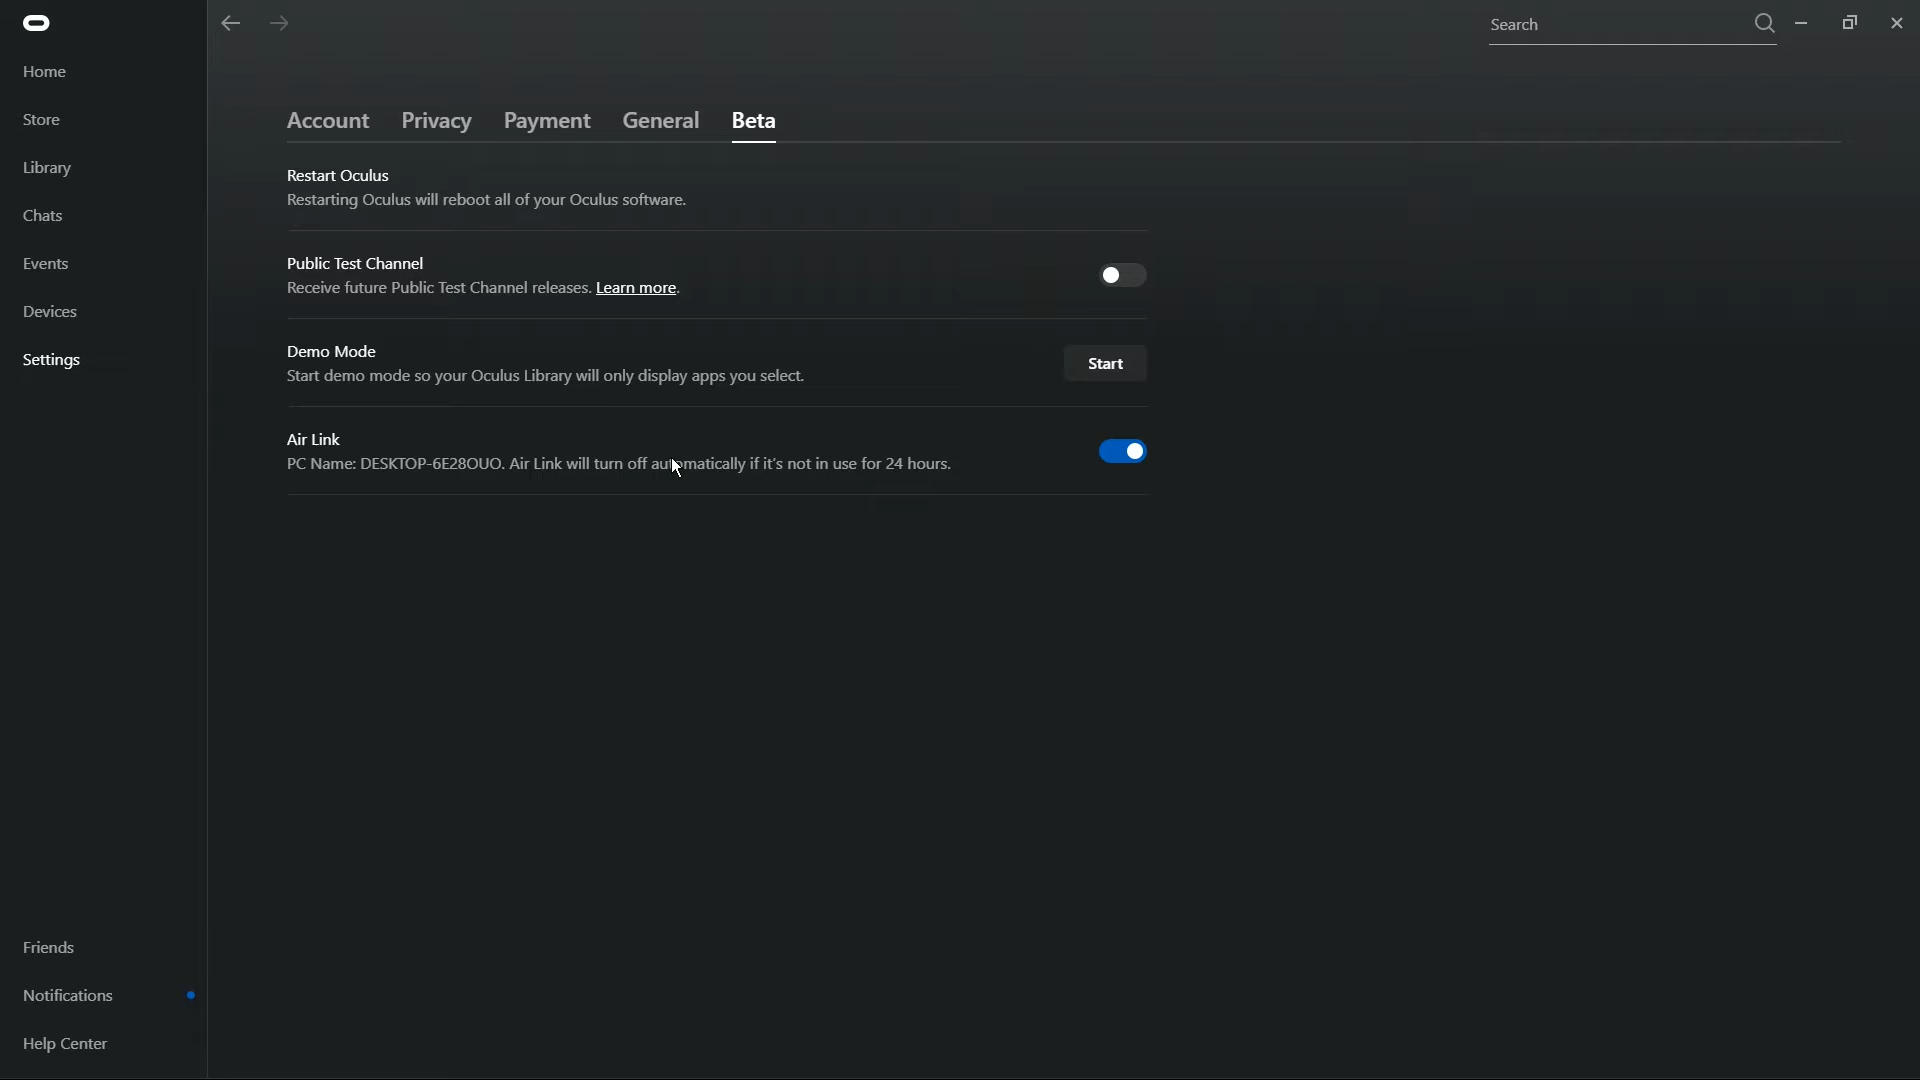 Search
Home
Store
Library
Chats
Events
Devices
Settings
Account Privacy Payment General Beta
Restart Oculus
Restarting Oculus will reboot all of your Oculus software.
Public Test Channel
Receive future Public Test Channel releases. Learn more.
Demo Mode
Start demo mode so your Oculus Library will only display apps you select.
Start
Air Link
PC Name: DESKTOP-6E28OUO. Air Link will turn off automatically if it's not in use for 24 hours.
Friends
Notifications
Help Center